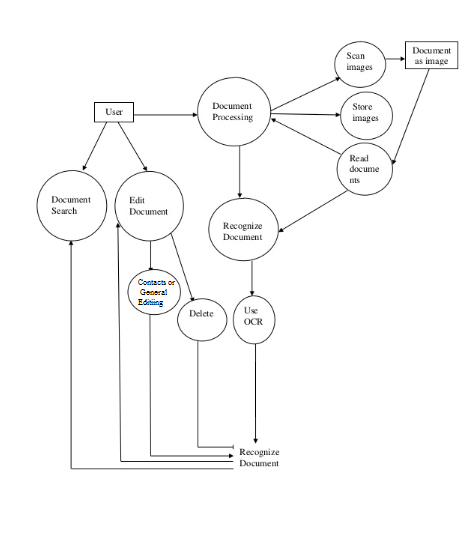 Scan
images
Document
as image
Document
Processing
Store
images
User
Read
docume
nts
Document
Search
Edit
Document
Recognize
Document
Contacts or
General
Editiing
Delete
Use
OCR
Recognize
Document